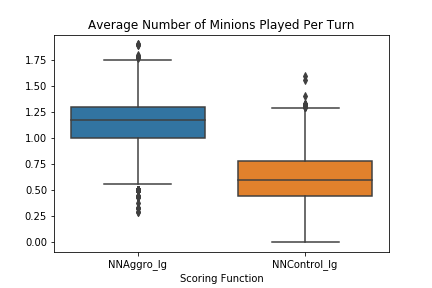 Average Number of Minions Played Per Turn
1.75
1.50
1.25
1.00
0.75
0.50
0.25
0.00
NNAggro_lg NNControl_lg
Scoring Function